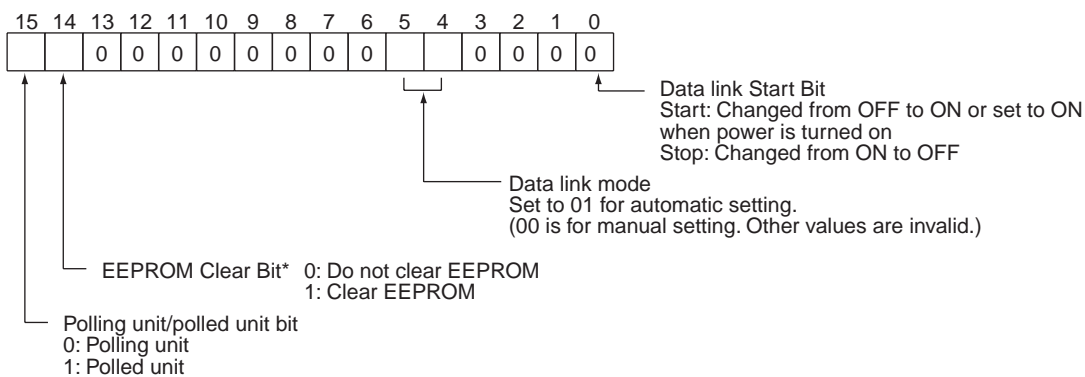 15 14 13 12 11 10 9 8 7 6 5 4 3 2 1 0
0 0 0 0 0 0 0 0 0 0 0 0
Data link Start Bit
Start: Changed from OFF to ON or set to ON
when power is turned on
Stop: Changed from ON to OFF
Data link mode
Set to 01 for automatic setting.
(00 is for manual setting. Other values are invalid.)
EEPROM Clear Bit* 0: Do not clear EEPROM
1: Clear EEPROM
Polling unit/polled unit bit
0: Polling unit
1: Polled unit